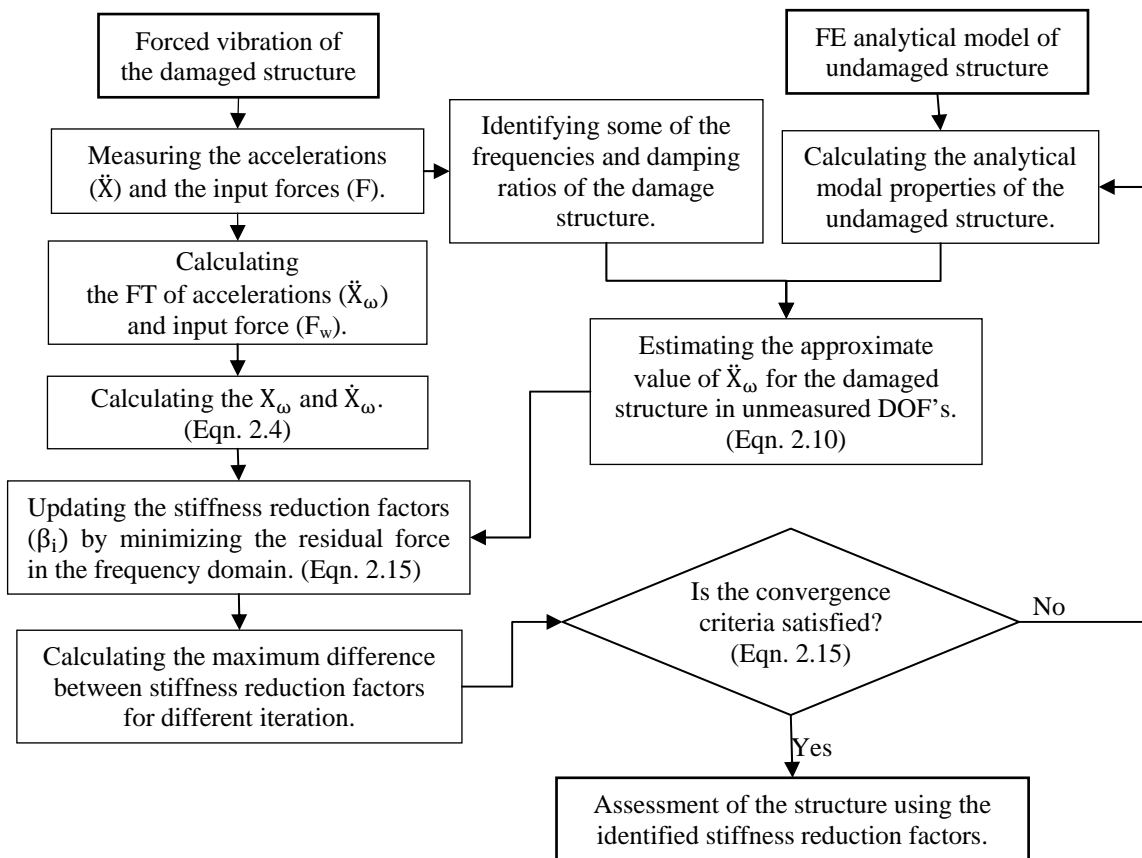 Forced vibration of
the damaged structure
FE analytical model of
undamaged structure
Measuring the accelerations
(Ẍ) and the input forces (F).
Identifying some of the
frequencies and damping
ratios of the damage
structure.
Calculating the analytical
modal properties of the
undamaged structure.
Calculating
the FT of accelerations (Ẍω)
and input force (Fw).
Estimating the approximate
value of Ẍω for the damaged
structure in unmeasured DOF's.
(Eqn. 2.10)
Calculating the Xω and Ẋω.
(Eqn. 2.4)
Updating the stiffness reduction factors
(βi) by minimizing the residual force
in the frequency domain. (Eqn. 2.15)
Is the convergence
criteria satisfied?
(Eqn. 2.15)
No
Calculating the maximum difference
between stiffness reduction factors
for different iteration.
Yes
Assessment of the structure using the
identified stiffness reduction factors.